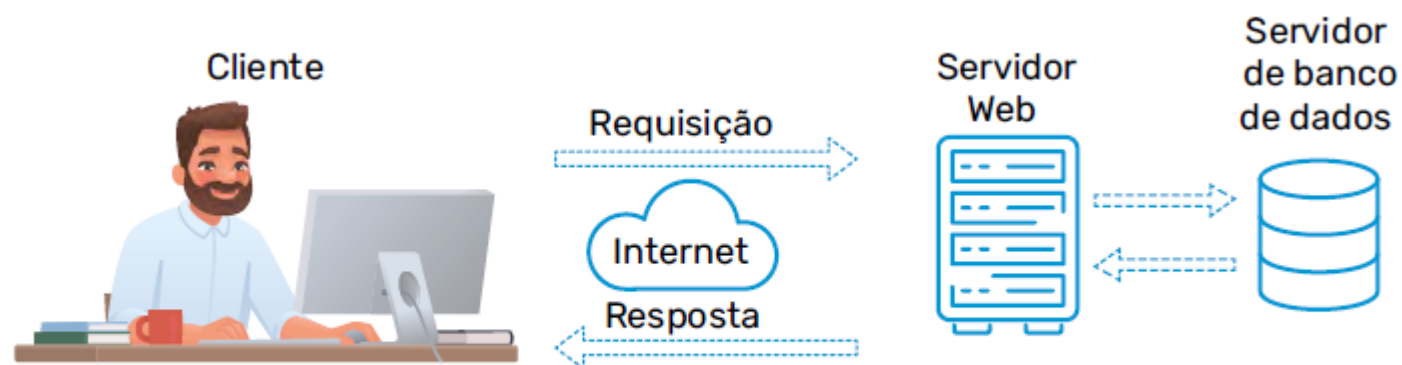 Cliente
Requisição
Internet
Resposta
Servidor
Web
Servidor
de banco
de dados